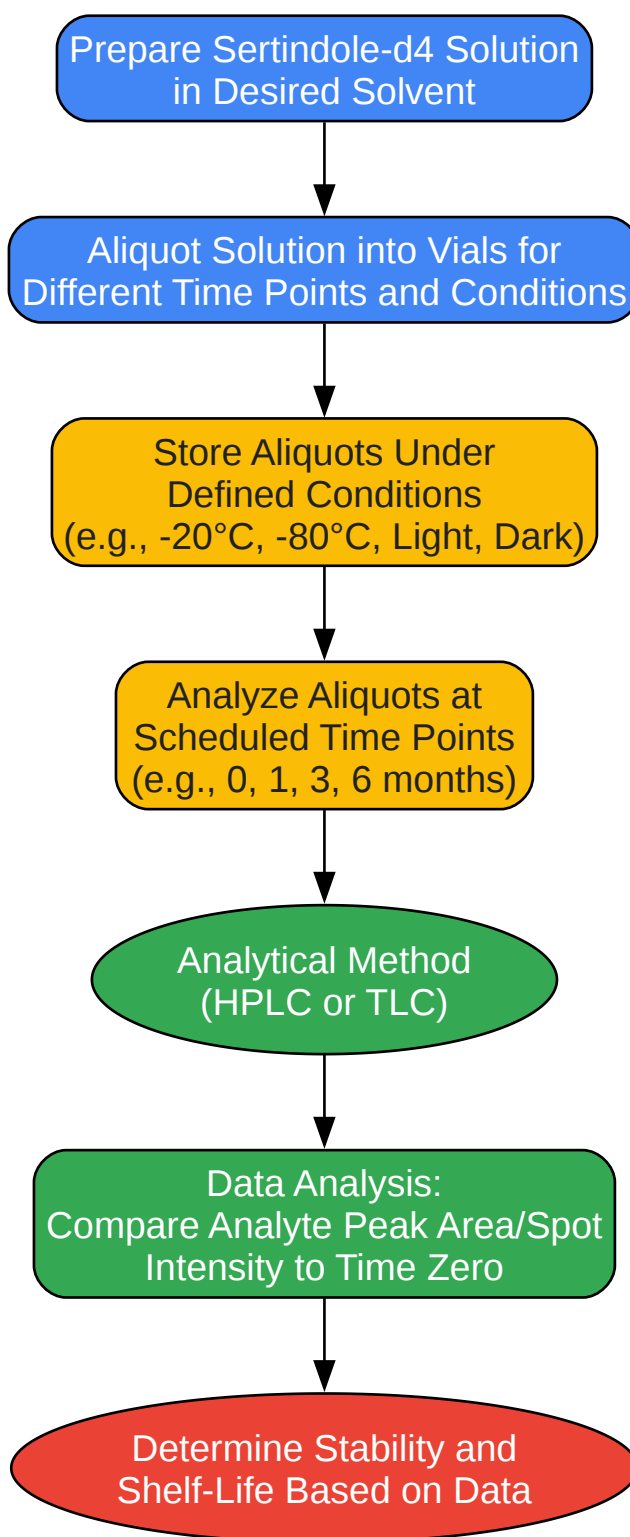 Prepare Sertindole-d4 Solution
in Desired Solvent
Aliquot Solution into Vials for
Different Time Points and Conditions
Store Aliquots Under
Defined Conditions
(e.g., -20°C, -80°C, Light, Dark)
Analyze Aliquots at
Scheduled Time Points
(e.g., 0, 1, 3, 6 months)
Analytical Method
(HPLC or TLC)
Data Analysis:
Compare Analyte Peak Area/Spot
Intensity to Time Zero
Determine Stability and
Shelf-Life Based on Data